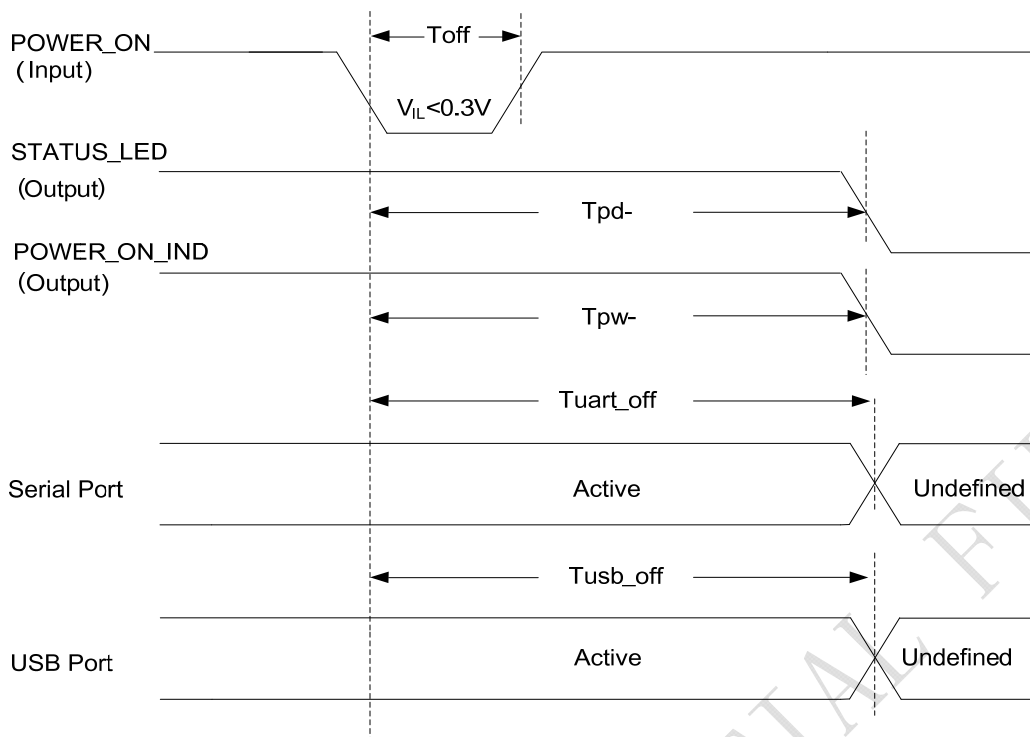 POWER_ON
(Input)
Toff
VIL<0.3V
STATUS_LED
(Output)
Tpd-
POWER_ON_IND
(Output)
Tpw-
Tuart_off
Serial Port
Active
Undefined
Tusb_off
USB Port
Active
Undefined